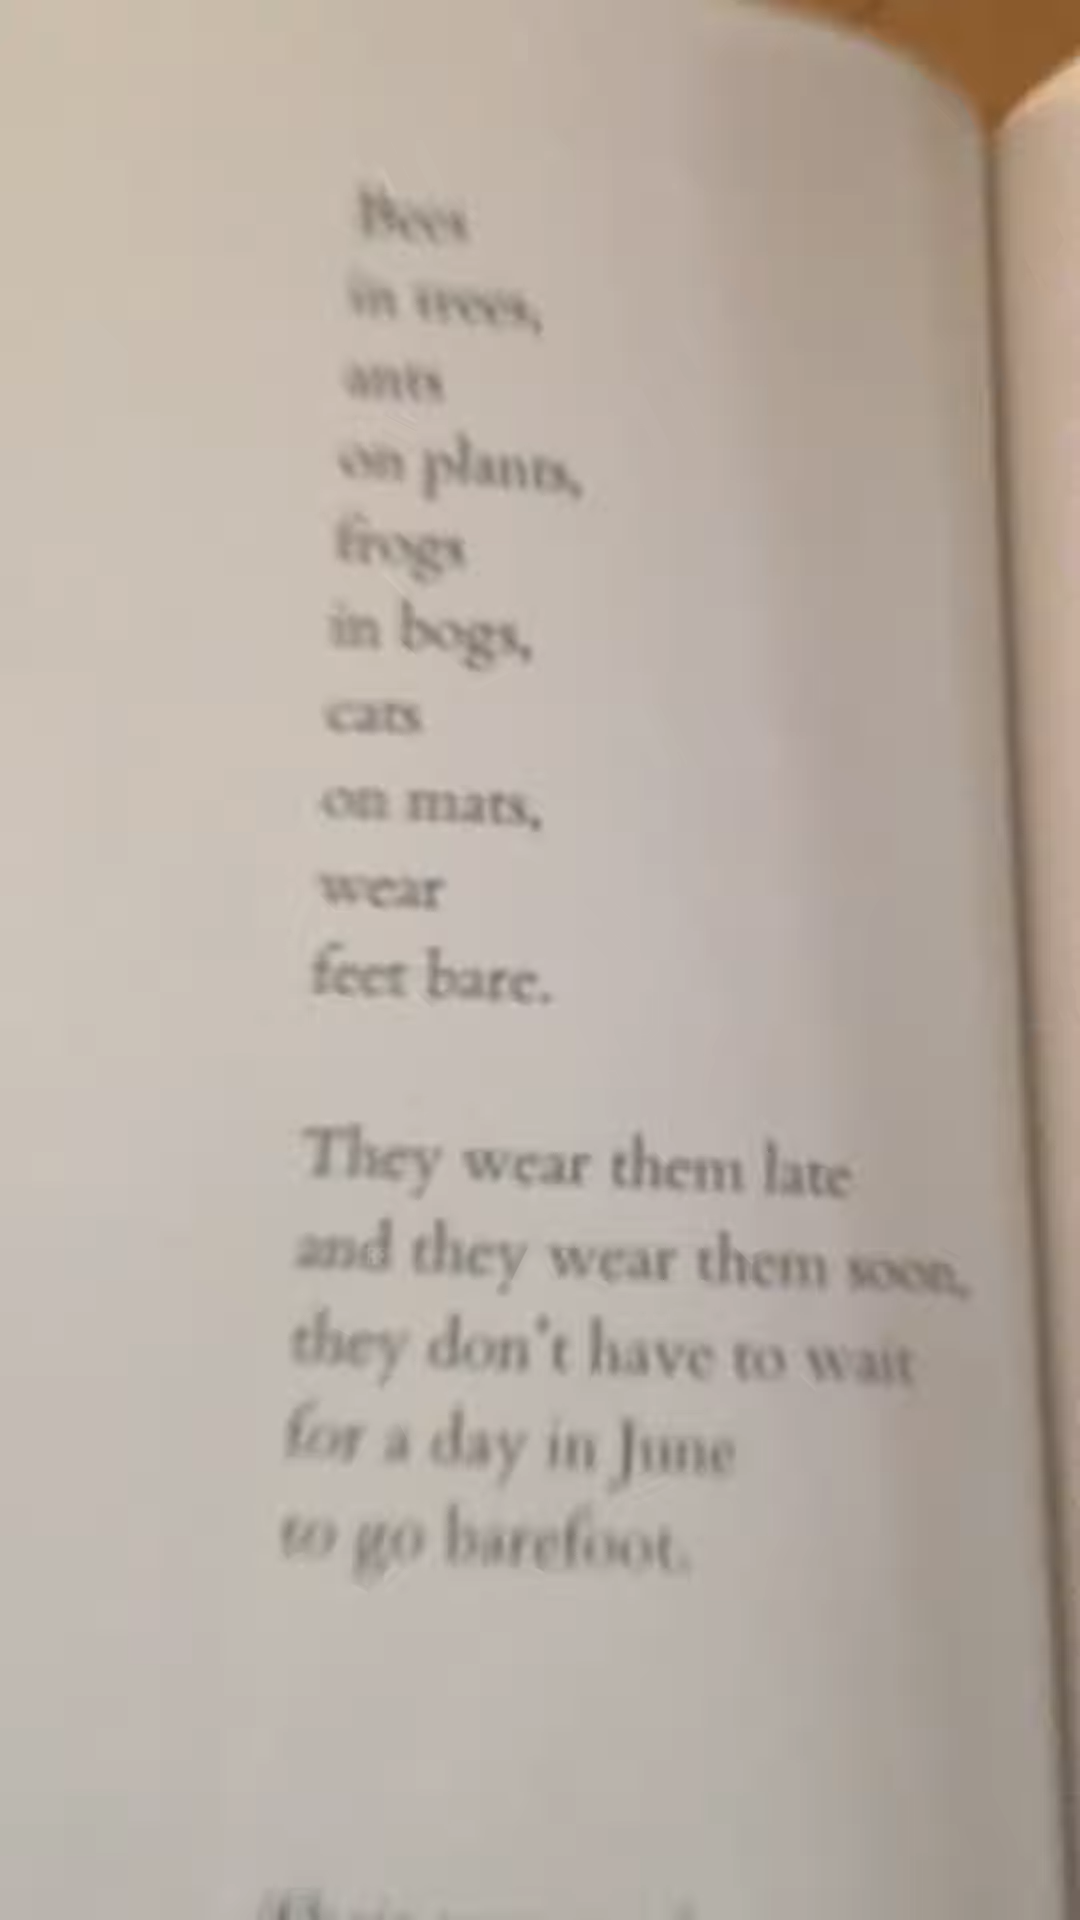 Bees
in trees,
ants
on plants,
frogs
in bogs,
cats
on mats,
wear
feet bare.
They wear them late
and they wear them soon,
they don't have to wait
for a day in June
to go barefoot.